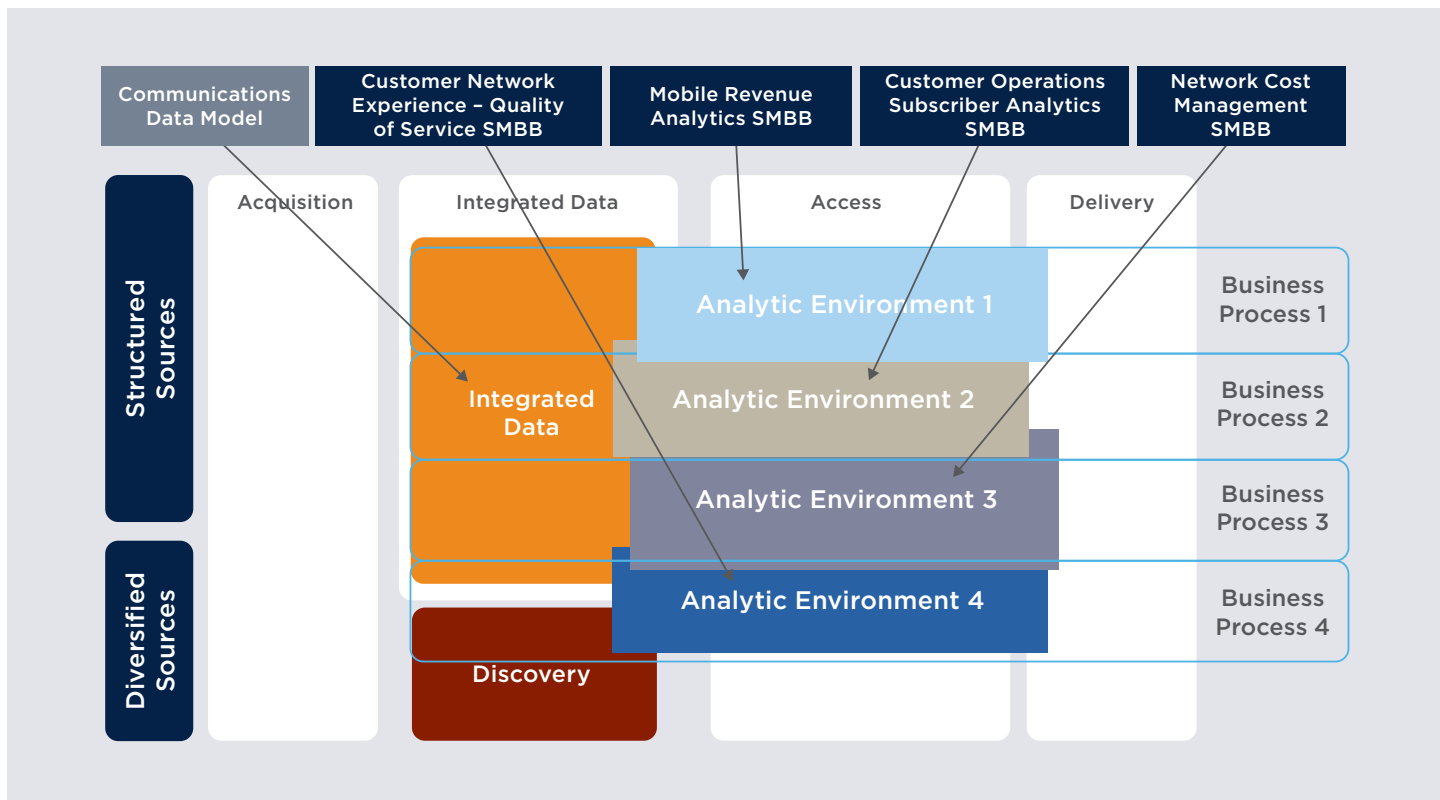 Communications
Data Model
Customer Network
Experience – Quality
of Service SMBB
Mobile Revenue
Analytics SMBB
Customer Operations
Subscriber Analytics
SMBB
Network Cost
Management
SMBB
Structured
Sources
Diversified
Sources
Acquisition
Integrated Data
Access
Delivery
Integrated
Data
Discovery
Analytic Environment 1
Analytic Environment 2
Analytic Environment 3
Analytic Environment 4
Business
Process 1
Business
Process 2
Business
Process 3
Business
Process 4